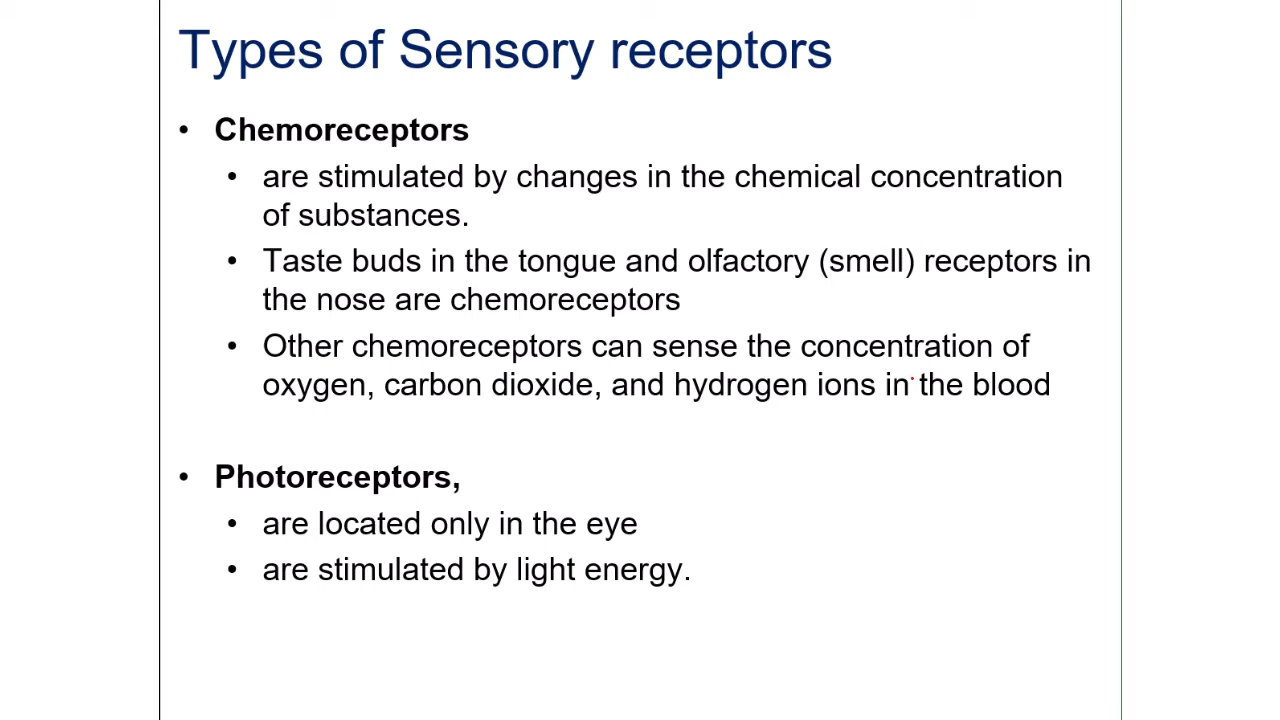 Types of Sensory receptors
• Chemoreceptors
• are stimulated by changes in the chemical concentration
of substances.
• Taste buds in the tongue and olfactory (smell) receptors in
the nose are chemoreceptors
• Other chemoreceptors can sense the concentration of
oxygen, carbon dioxide, and hydrogen ions in the blood
• Photoreceptors,
• are located only in the eye
• are stimulated by light energy.